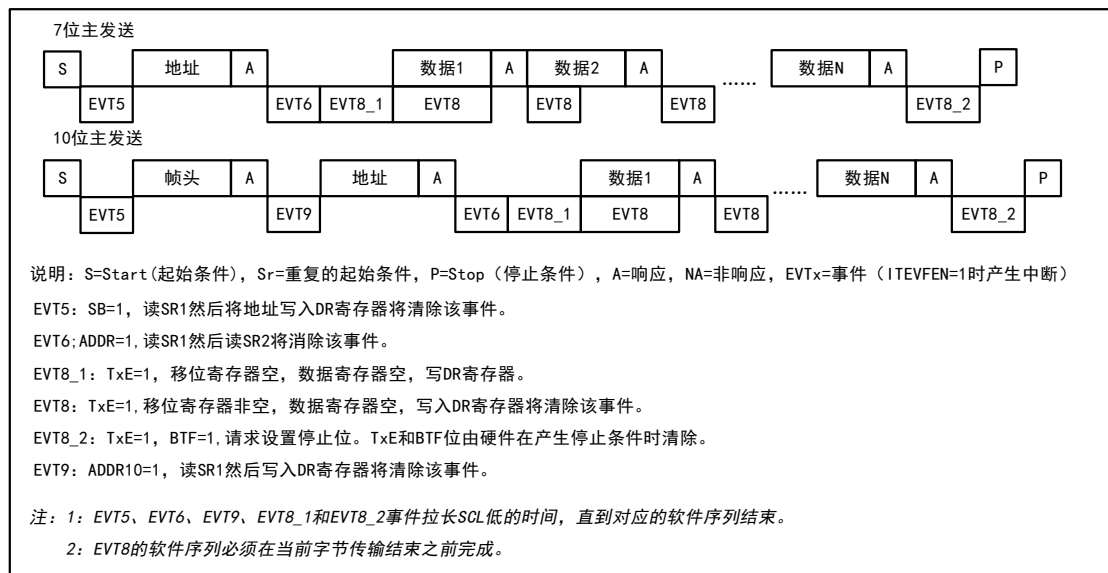 7位主发送
S 地址 A 数据1 A 数据2 A …… 数据N A P
EVT5 EVT6 EVT8_1 EVT8 EVT8 EVT8 EVT8_2
10位主发送
S 帧头 A 地址 A 数据1 A …… 数据N A P
EVT5 EVT9 EVT6 EVT8_1 EVT8 EVT8 EVT8_2
说明：S=Start(起始条件)，Sr=重复的起始条件，P=Stop（停止条件），A=响应，NA=非响应，EVTx=事件（ITEVFEN=1时产生中断）
EVT5：SB=1，读SR1然后将地址写入DR寄存器将清除该事件。
EVT6;ADDR=1,读SR1然后读SR2将消除该事件。
EVT8_1：TxE=1，移位寄存器空，数据寄存器空，写DR寄存器。
EVT8：TxE=1,移位寄存器非空，数据寄存器空，写入DR寄存器将清除该事件。
EVT8_2：TxE=1，BTF=1,请求设置停止位。TxE和BTF位由硬件在产生停止条件时清除。
EVT9：ADDR10=1，读SR1然后写入DR寄存器将清除该事件。
注：1：EVT5、EVT6、EVT9、EVT8_1和EVT8_2事件拉长SCL低的时间，直到对应的软件序列结束。
2：EVT8的软件序列必须在当前字节传输结束之前完成。